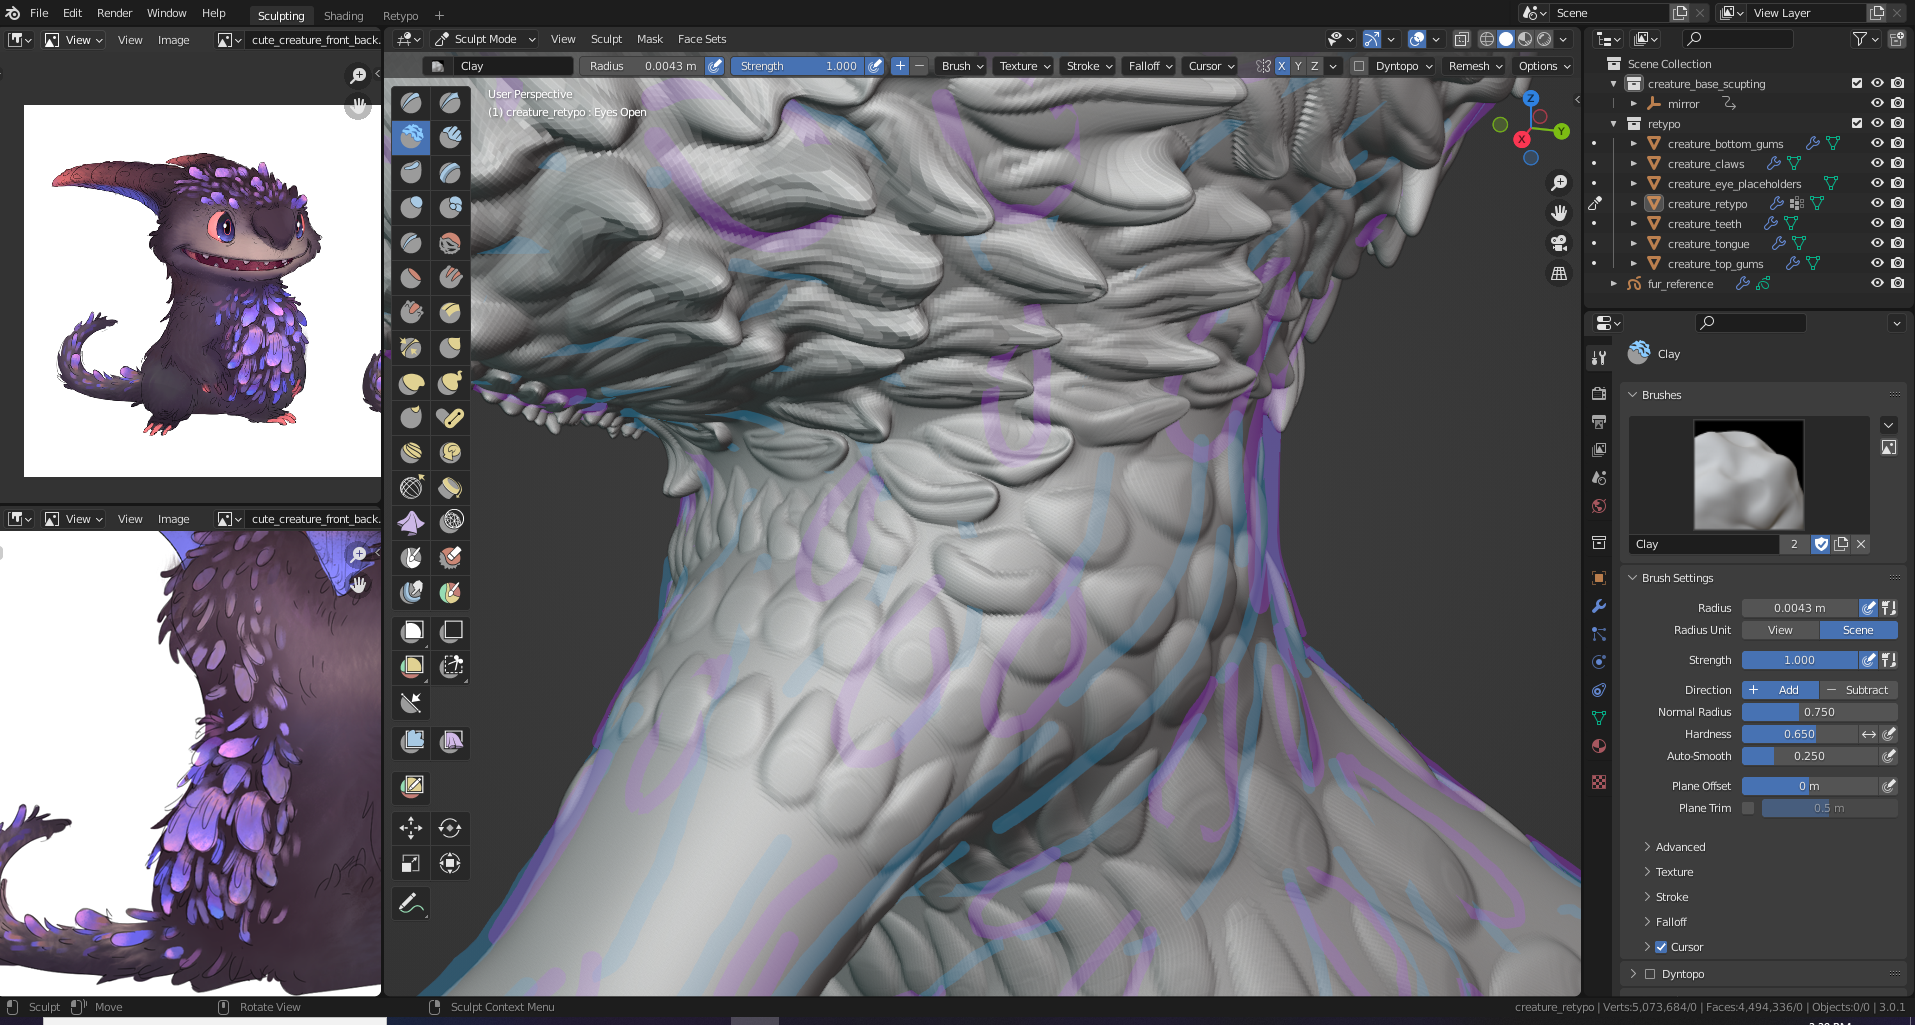 File Edit Render Window Help Sculpting Shading Retypo + Scene View Layer
View View Image cute_creature_front_back. Sculpt Mode View Sculpt Mask Face Sets
Clay Radius 0.0043 m Strength 1.000 + − Brush Texture Stroke Falloff Cursor X Y Z Dyntopo Remesh Options
User Perspective
(1) creature_retypo : Eyes Open
Z
Y
X
Scene Collection
creature_base_scupting
mirror
retypo
creature_bottom_gums
creature_claws
creature_eye_placeholders
creature_retypo
creature_teeth
creature_tongue
creature_top_gums
fur_reference
Clay
Brushes
Clay 2
Brush Settings
Radius 0.0043 m
Radius Unit View Scene
Strength 1.000
Direction + Add − Subtract
Normal Radius 0.750
Hardness 0.650
Auto-Smooth 0.250
Plane Offset 0 m
Plane Trim 0.5 m
Advanced
Texture
Stroke
Falloff
Cursor
Dyntopo
View View Image cute_creature_front_back.
Sculpt Move Rotate View Sculpt Context Menu creature_retypo | Verts:5,073,684/0 | Faces:4,494,336/0 | Objects:0/0 | 3.0.1